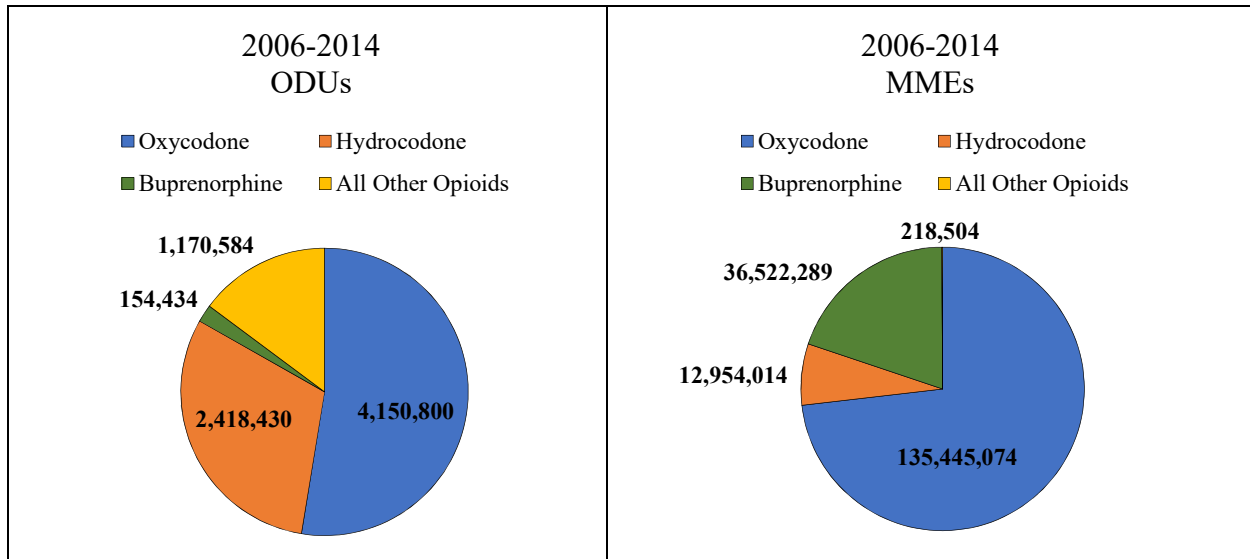 2006-2014
ODUs
Oxycodone
Hydrocodone
Buprenorphine
All Other Opioids
1,170,584
154,434
2,418,430
4,150,800
2006-2014
MMEs
Oxycodone
Hydrocodone
Buprenorphine
All Other Opioids
218,504
36,522,289
12,954,014
135,445,074